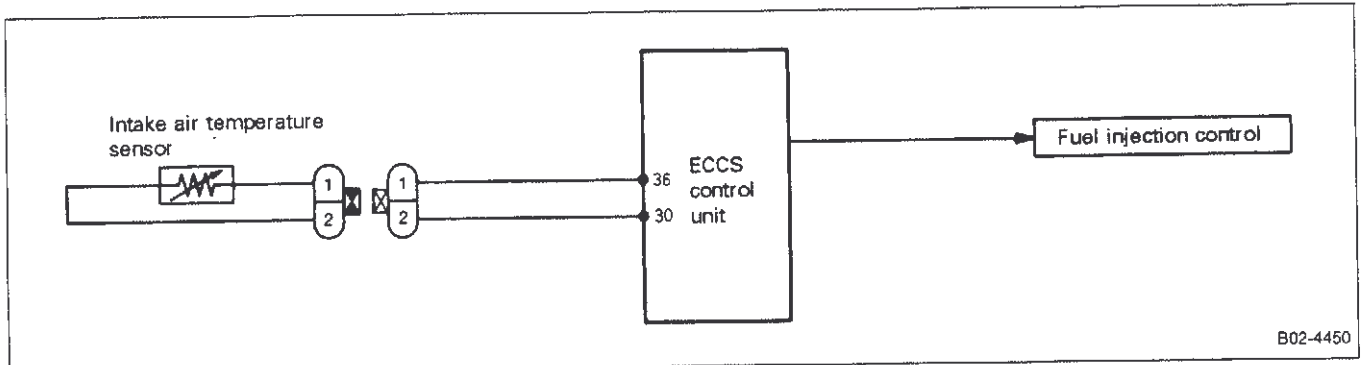 Intake air temperature
sensor
1
2
1
2
36
30
ECCS
control
unit
Fuel injection control
B02-4450